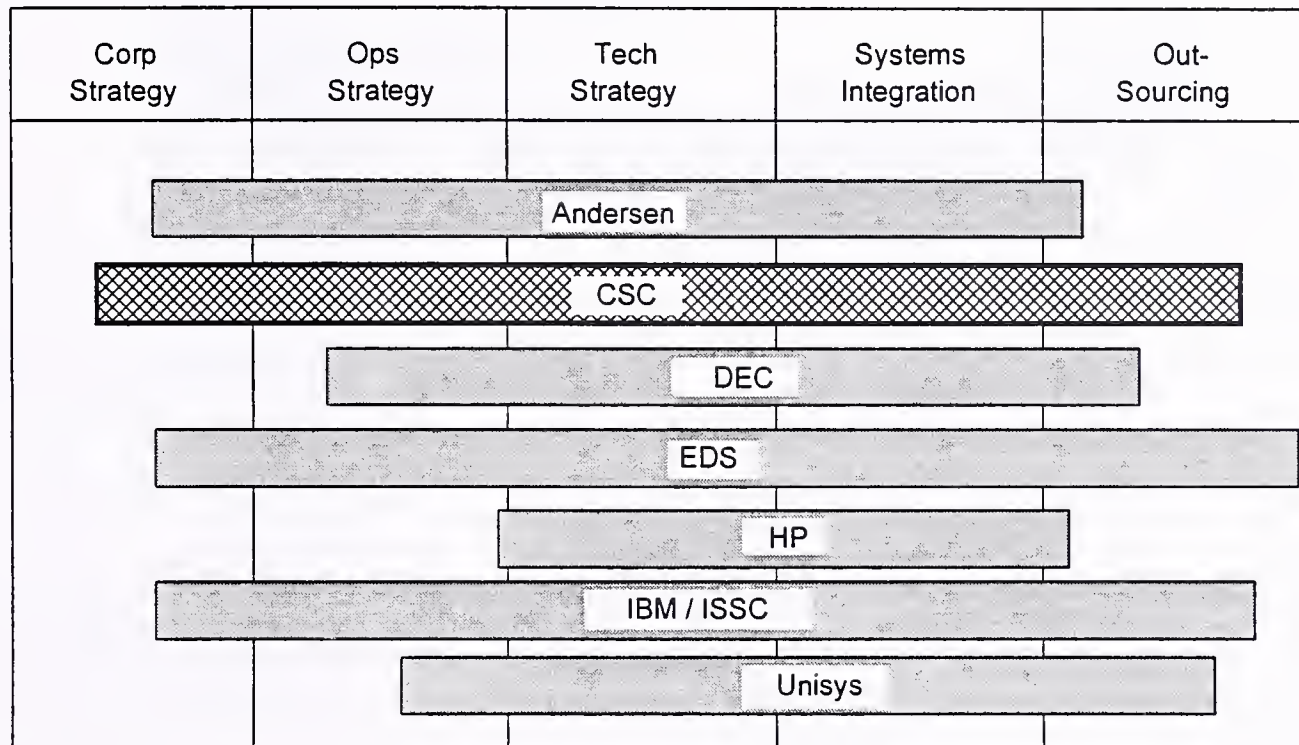 Corp
Strategy
Ops
Strategy
Tech
Strategy
Systems
Integration
Out-
Sourcing
Andersen
CSC
DEC
EDS
HP
IBM / ISSC
Unisys